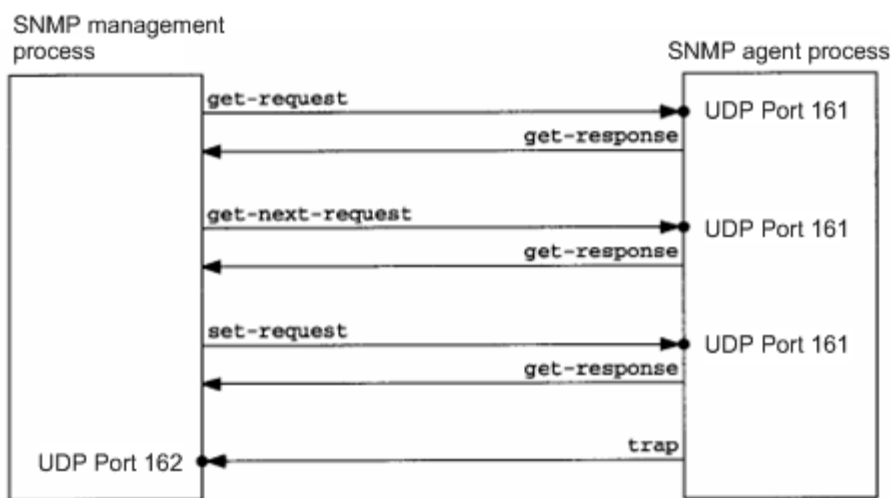 SNMP management
process
SNMP agent process
get-request
UDP Port 161
get-response
get-next-request
UDP Port 161
get-response
set-request
UDP Port 161
get-response
trap
UDP Port 162